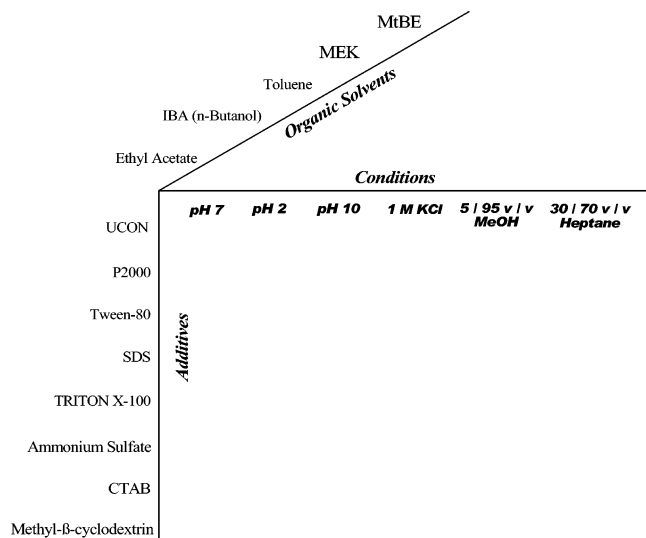 MtBE
MEK
Toluene
IBA (n-Butanol)
Ethyl Acetate
Organic Solvents
Conditions
pH 7 pH 2 pH 10 1 M KCl 5 / 95 v / v 30 / 70 v / v
MeOH Heptane
UCON
P2000
Tween-80
SDS
TRITON X-100
Ammonium Sulfate
CTAB
Methyl-ß-cyclodextrin
Additives